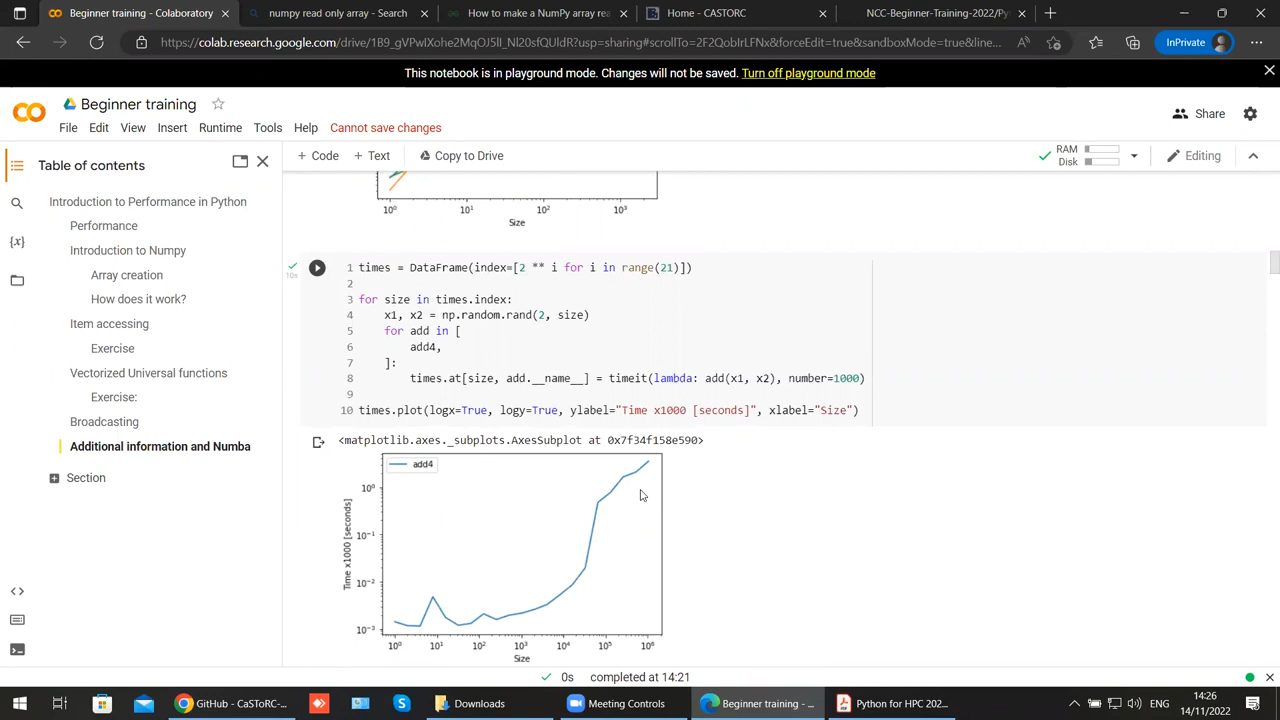 Beginner training - Colaboratory
numpy read only array - Search
How to make a NumPy array rea
Home - CASTORC
NCC-Beginner-Training-2022/Py
https://colab.research.google.com/drive/1B9_gVPwIXohe2MqOJ5lI_Nl20sfQUldR?usp=sharing#scrollTo=2F2QobIrLFNx&forceEdit=true&sandboxMode=true&line...
InPrivate
This notebook is in playground mode. Changes will not be saved. Turn off playground mode
Beginner training
File Edit View Insert Runtime Tools Help Cannot save changes
Share
Table of contents
+ Code + Text Copy to Drive
RAM
Disk
Editing
Introduction to Performance in Python
Performance
Introduction to Numpy
Array creation
How does it work?
Item accessing
Exercise
Vectorized Universal functions
Exercise:
Broadcasting
Additional information and Numba
Section
10⁰ 10¹ 10² 10³
Size
10s
1 times = DataFrame(index=[2 ** i for i in range(21)])
2
3 for size in times.index:
4 x1, x2 = np.random.rand(2, size)
5 for add in [
6 add4,
7 ]:
8 times.at[size, add.__name__] = timeit(lambda: add(x1, x2), number=1000)
9
10 times.plot(logx=True, logy=True, ylabel="Time x1000 [seconds]", xlabel="Size")
<matplotlib.axes._subplots.AxesSubplot at 0x7f34f158e590>
add4
Time x1000 [seconds]
10⁰
10⁻¹
10⁻²
10⁻³
10⁰ 10¹ 10² 10³ 10⁴ 10⁵ 10⁶
Size
0s completed at 14:21
GitHub - CaSToRC-...
Downloads
Meeting Controls
Beginner training - ...
Python for HPC 202...
ENG
14:26
14/11/2022